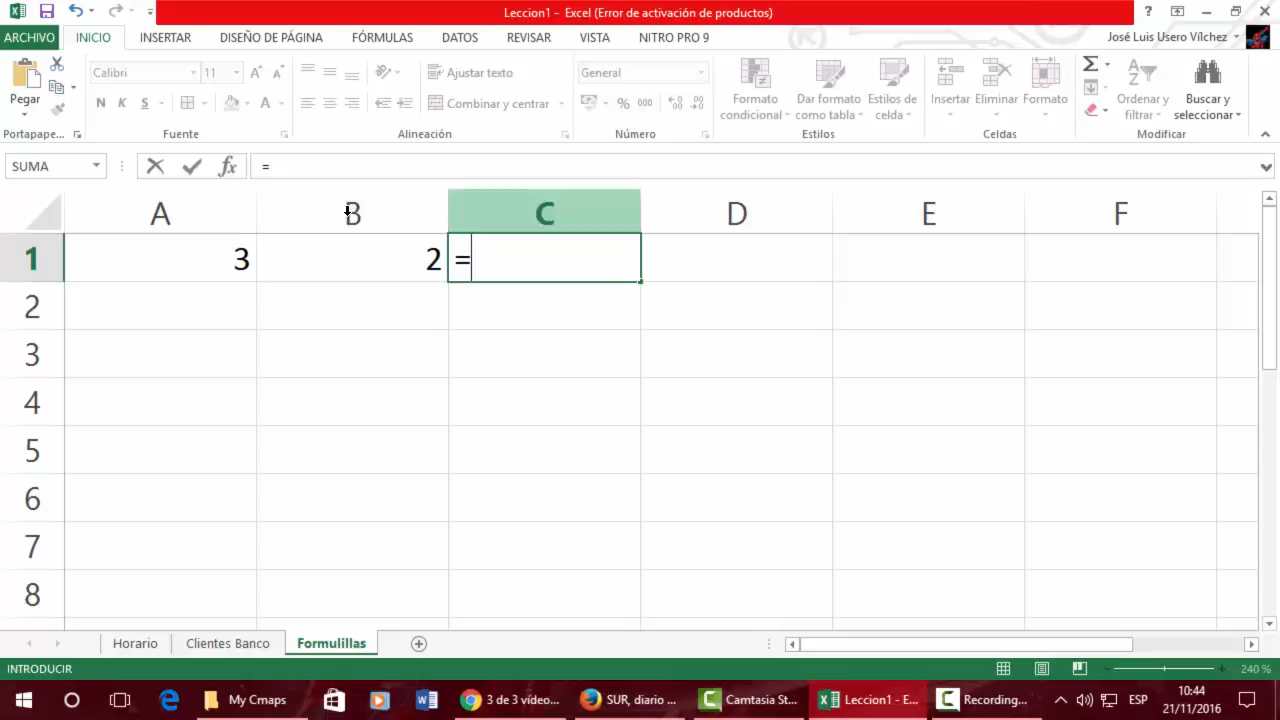 Leccion1 - Excel (Error de activación de productos)
ARCHIVO INICIO INSERTAR DISEÑO DE PÁGINA FÓRMULAS DATOS REVISAR VISTA NITRO PRO 9 José Luis Usero Vílchez
Pegar
Calibri 11
N K S A
Ajustar texto
Combinar y centrar
General
% 000
Formato condicional
Dar formato como tabla
Estilos de celda
Insertar Eliminar Formato
Ordenar y filtrar
Buscar y seleccionar
Portapape... Fuente Alineación Número Estilos Celdas Modificar
SUMA fx =
A B C D E F
1 3 2 =
2
3
4
5
6
7
8
Horario Clientes Banco Formulillas
INTRODUCIR 240 %
My Cmaps 3 de 3 vídeo... SUR, diario ... Camtasia St... Leccion1 - E... Recording... ESP 10:44
21/11/2016